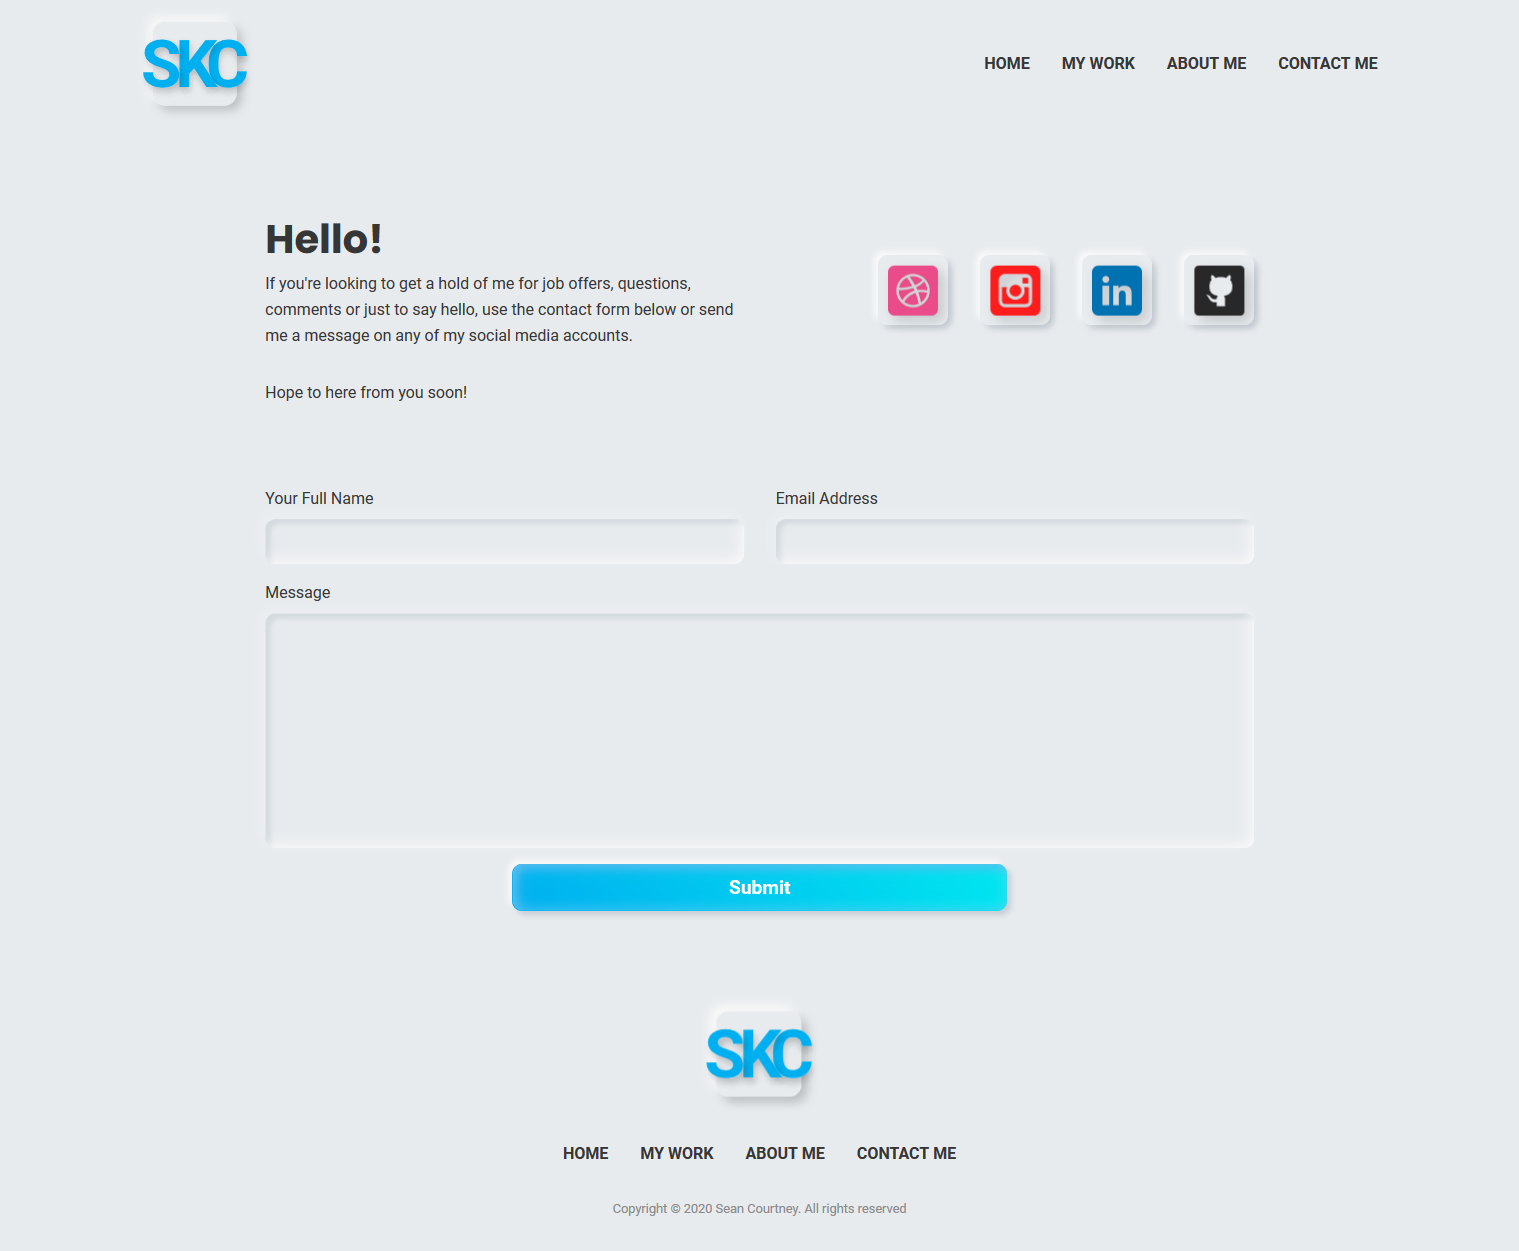 SKC
HOME MY WORK ABOUT ME CONTACT ME
Hello!
If you're looking to get a hold of me for job offers, questions,
comments or just to say hello, use the contact form below or send
me a message on any of my social media accounts.
Hope to here from you soon!
in
Your Full Name
Email Address
Message
Submit
SKC
HOME MY WORK ABOUT ME CONTACT ME
Copyright © 2020 Sean Courtney. All rights reserved